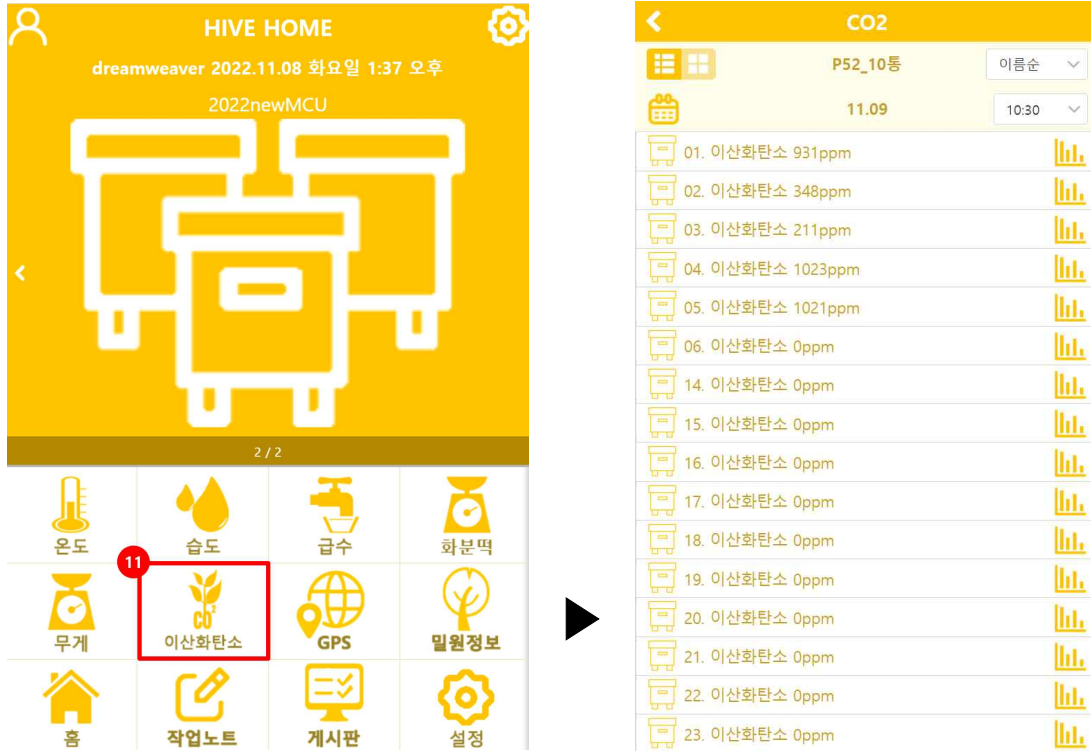 HIVE HOME
dreamweaver 2022.11.08 화요일 1:37 오후
2022newMCU
2 / 2
온도
습도
급수
화분떡
11
무게
CO2
이산화탄소
GPS
밀원정보
홈
작업노트
게시판
설정
CO2
P52_10통
이름순
11.09
10:30
01. 이산화탄소 931ppm
02. 이산화탄소 348ppm
03. 이산화탄소 211ppm
04. 이산화탄소 1023ppm
05. 이산화탄소 1021ppm
06. 이산화탄소 0ppm
14. 이산화탄소 0ppm
15. 이산화탄소 0ppm
16. 이산화탄소 0ppm
17. 이산화탄소 0ppm
18. 이산화탄소 0ppm
19. 이산화탄소 0ppm
20. 이산화탄소 0ppm
21. 이산화탄소 0ppm
22. 이산화탄소 0ppm
23. 이산화탄소 0ppm